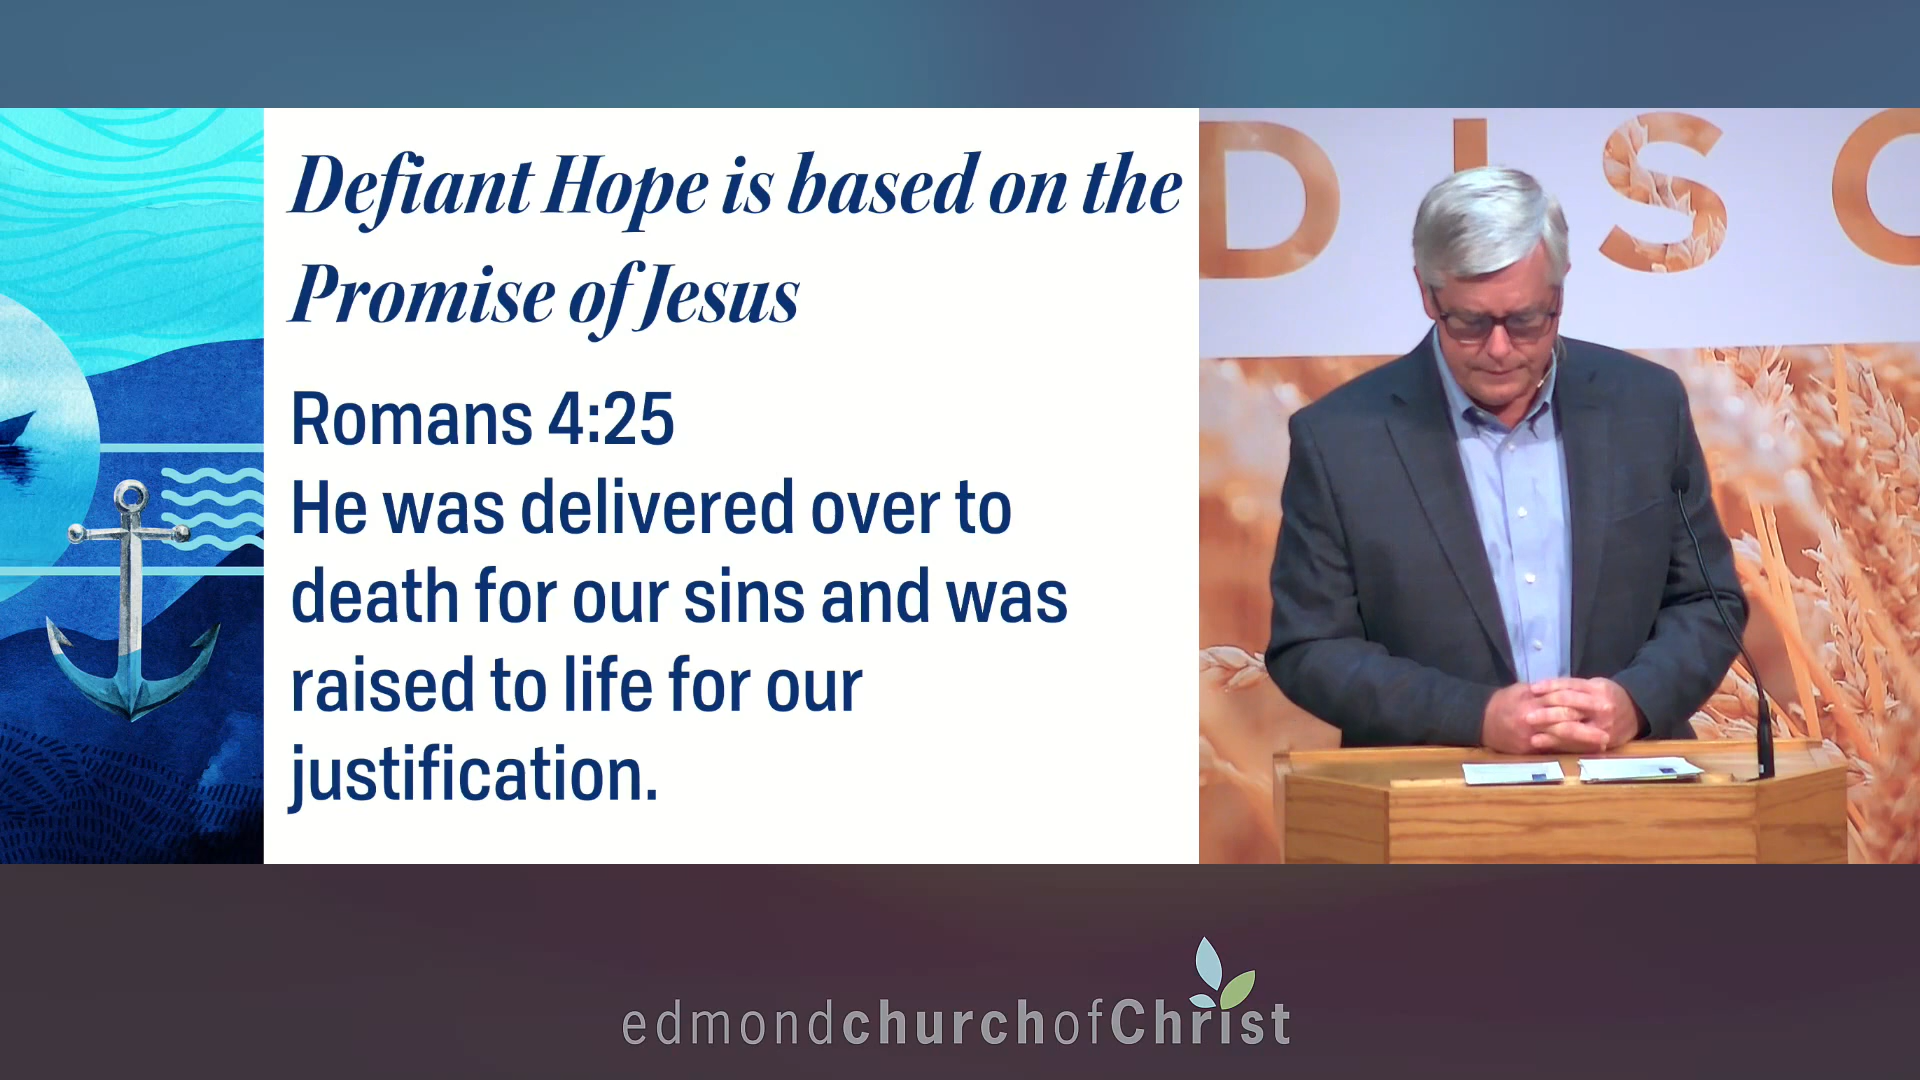 Defiant Hope is based on the
Promise of Jesus
Romans 4:25
He was delivered over to
death for our sins and was
raised to life for our
justification.
DISC
edmondchurchofChrist